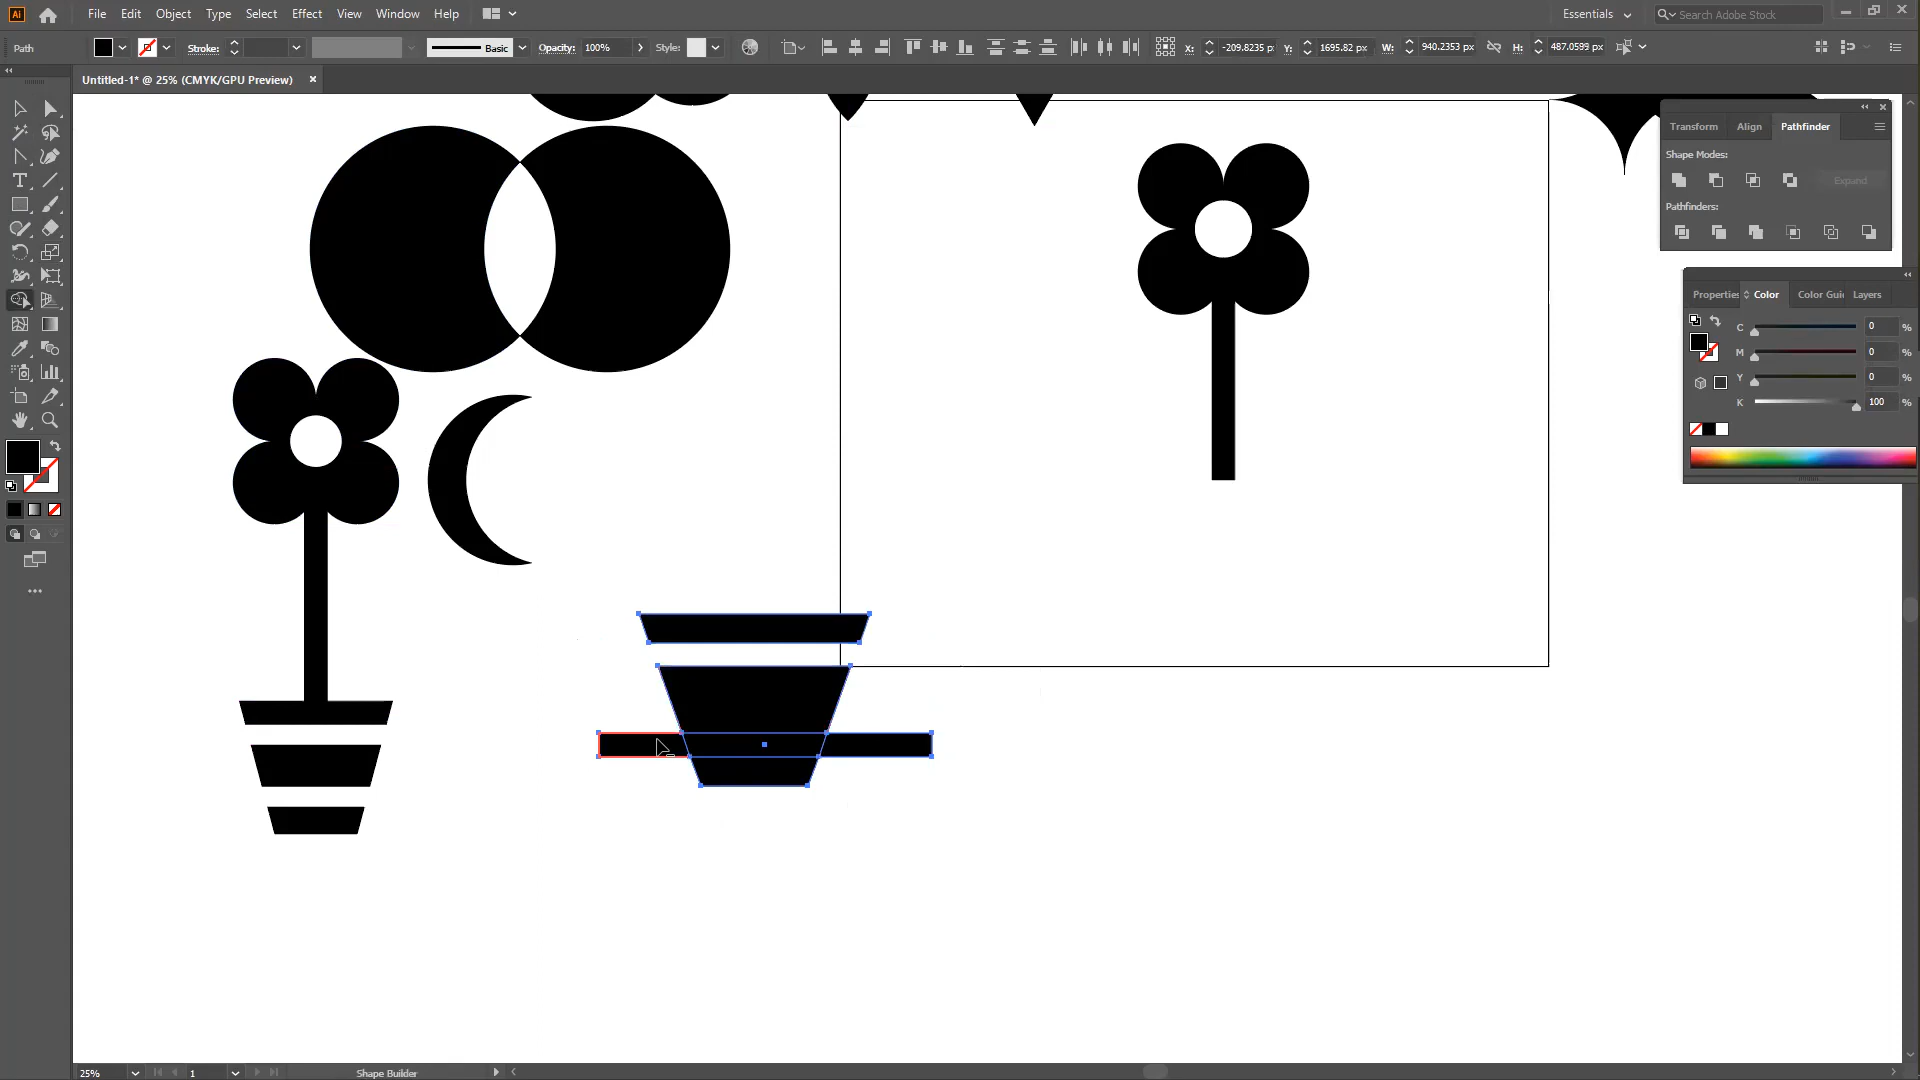 Ai File Edit Object Type Select Effect View Window Help Essentials Search Adobe Stock
Path Stroke: Basic Opacity: 100% Style: X: -209.8235 p Y: 1695.82 px W: 940.2353 px H: 487.0599 px
Untitled-1* @ 25% (CMYK/GPU Preview) ×
Transform Align Pathfinder
Shape Modes:
Expand
Pathfinders:
Properties Color Color Gui Layers
C 0 %
M 0 %
Y 0 %
K 100 %
25% 1 Shape Builder